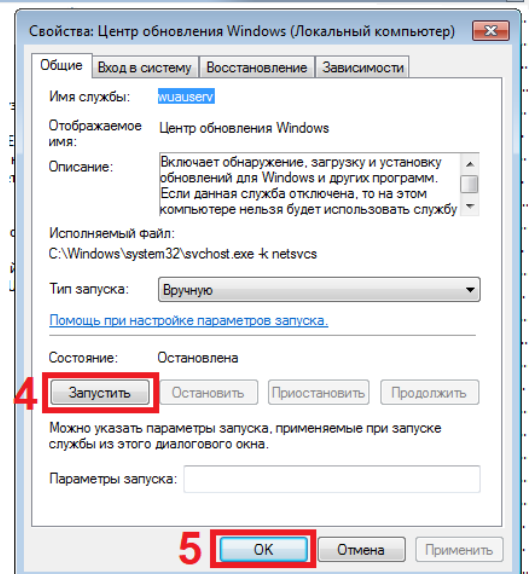 Свойства: Центр обновления Windows (Локальный компьютер)
Общие Вход в систему Восстановление Зависимости
Имя службы: wuauserv
Отображаемое имя: Центр обновления Windows
Описание: Включает обнаружение, загрузку и установку
обновлений для Windows и других программ.
Если данная служба отключена, то на этом
компьютере нельзя будет использовать службу
Исполняемый файл:
C:\Windows\system32\svchost.exe -k netsvcs
Тип запуска: Вручную
Помощь при настройке параметров запуска.
Состояние: Остановлена
4 Запустить Остановить Приостановить Продолжить
Можно указать параметры запуска, применяемые при запуске
службы из этого диалогового окна.
Параметры запуска:
5 OK Отмена Применить